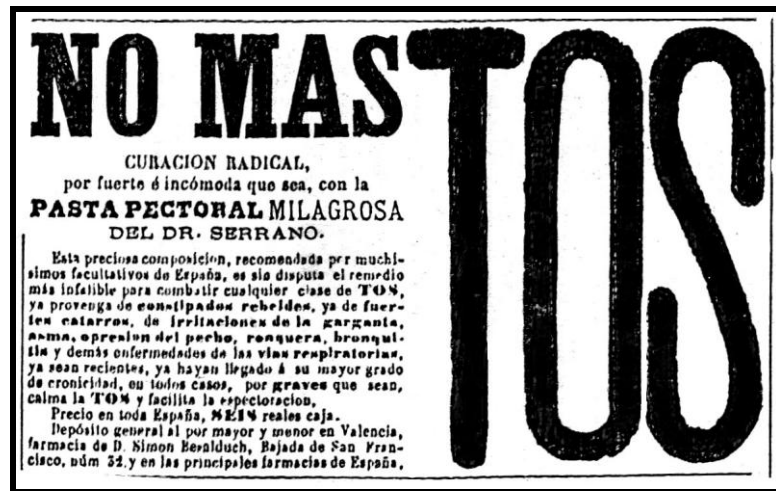 NO MAS TOS
CURACION RADICAL,
por fuerte é incómoda que sea, con la
PASTA PECTORAL MILAGROSA
DEL DR. SERRANO.
Esta preciosa composicion, recomendada por muchi-
simos facultativos de España, es sin disputa el remedio
más infalible para combatir cualquier clase de TOS,
ya provenga de constipados rebeldes, ya de fuer-
tes catarros, de irritaciones de la garganta,
asma, opresion del pecho, ronquera, bronqui-
tis y demás enfermedades de las vias respiratorias,
ya sean recientes, ya hayan llegado á su mayor grado
de cronicidad, en todos casos, por graves que sean,
calma la TOS y facilita la espectoracion.
Precio en toda España, SEIS reales caja.
Depósito general al por mayor y menor en Valencia,
farmacia de D. Simon Bernalduch, Bajada de San Fran-
cisco, núm 32, y en las principales farmacias de España.